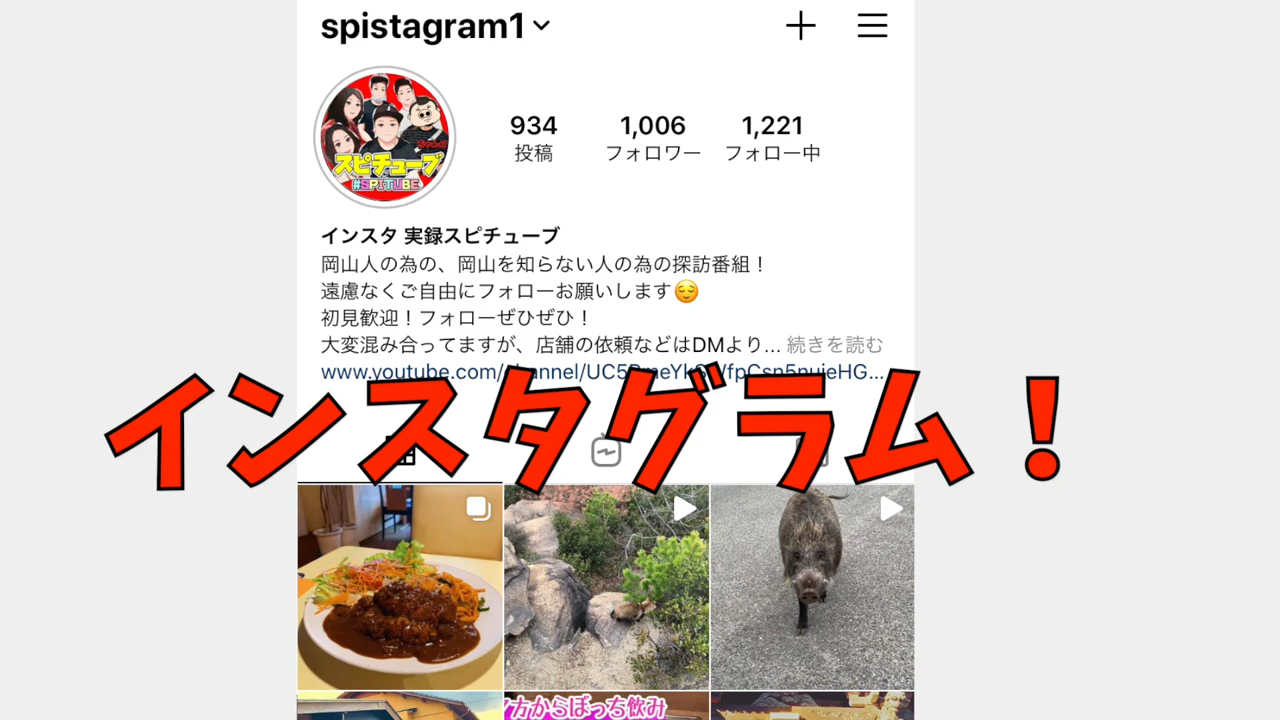 spistagram1
スピチューブ
#SPITUBE
934
投稿
1,006
フォロワー
1,221
フォロー中
インスタ 実録スピチューブ
岡山人の為の、岡山を知らない人の為の探訪番組！
遠慮なくご自由にフォローお願いします😌
初見歓迎！フォローぜひぜひ！
大変混み合ってますが、店舗の依頼などはDMより... 続きを読む
www.youtube.com/
インスタグラム！
方からぼっち飲み